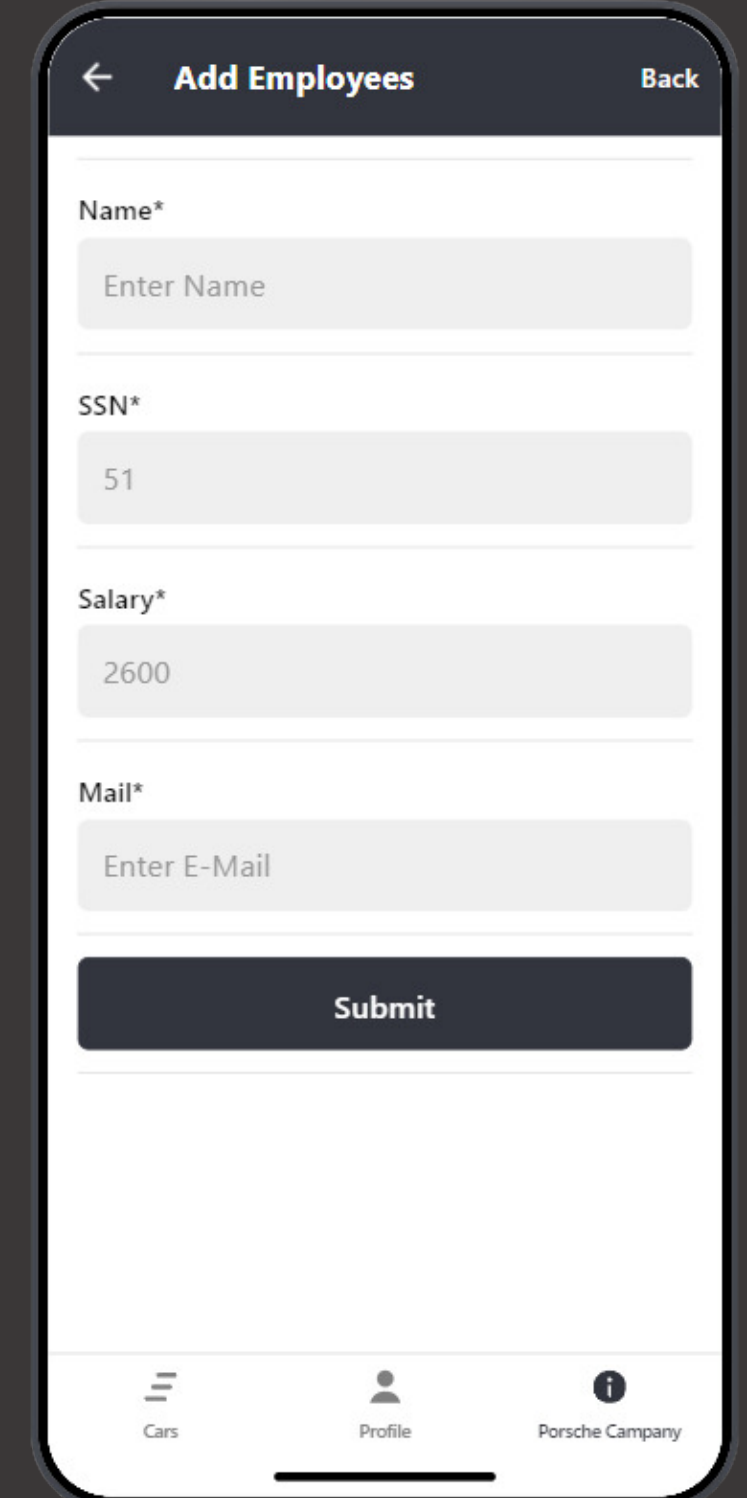 Add Employees Back
Name*
Enter Name
SSN*
51
Salary*
2600
Mail*
Enter E-Mail
Submit
Cars Profile Porsche Campany